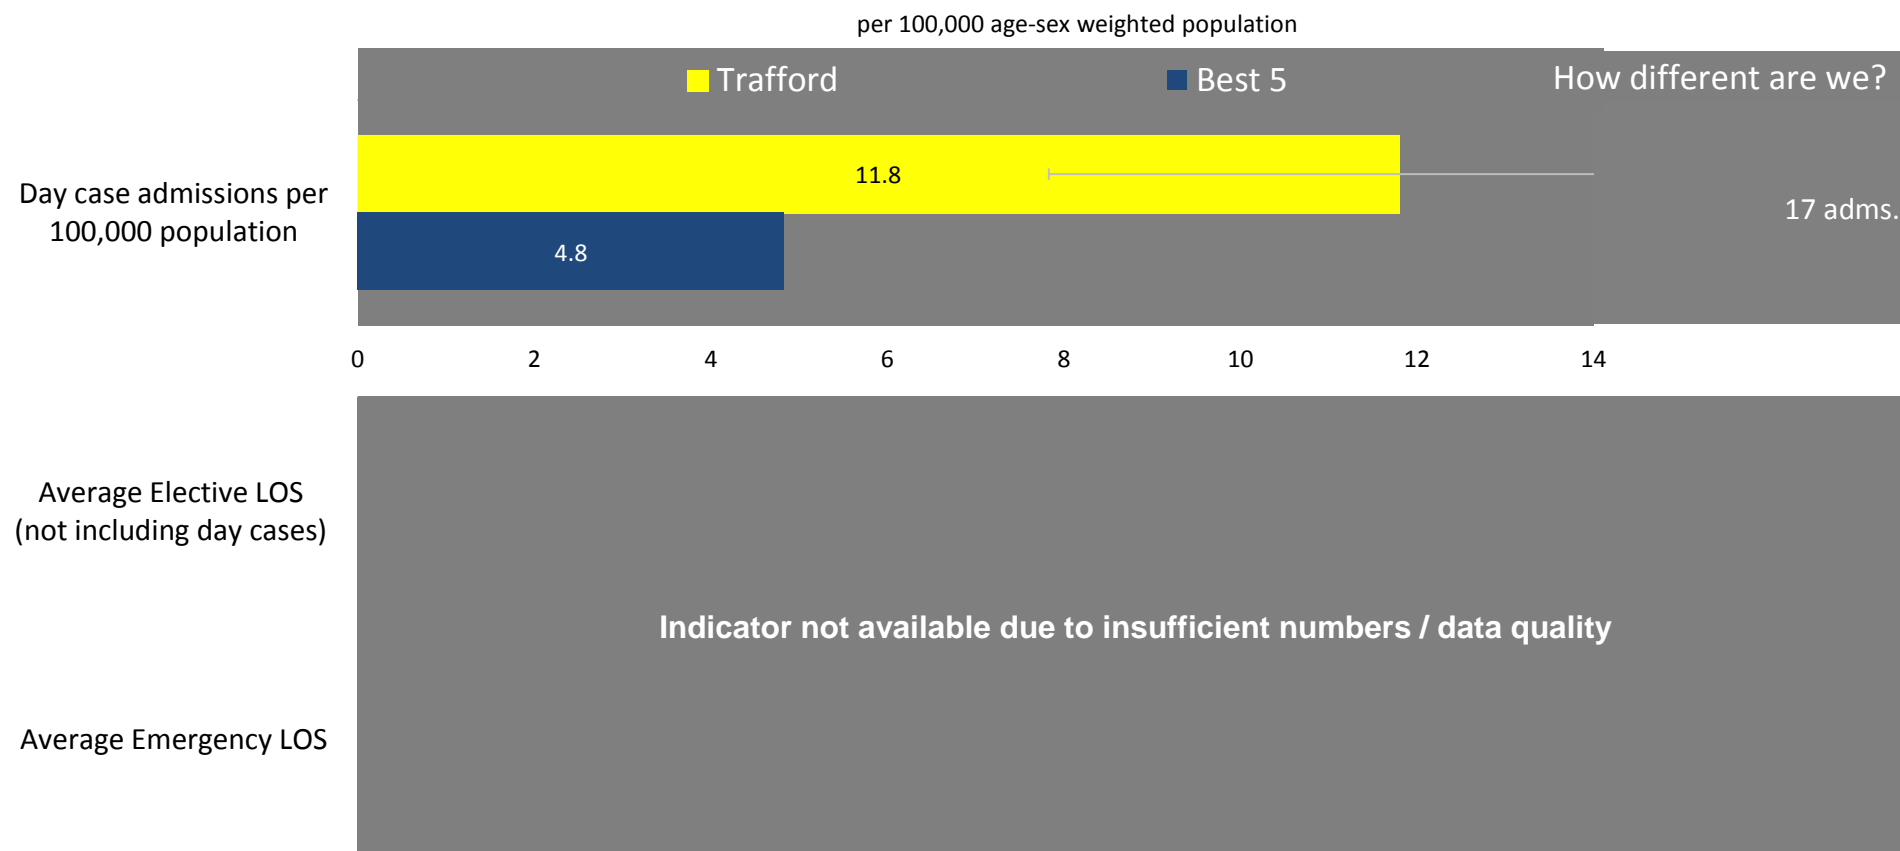 per 100,000 age-sex weighted population
Trafford
Best 5
How different are we?
Day case admissions per
100,000 population
11.8
4.8
17 adms.
0 2 4 6 8 10 12 14
Average Elective LOS
(not including day cases)
Indicator not available due to insufficient numbers / data quality
Average Emergency LOS